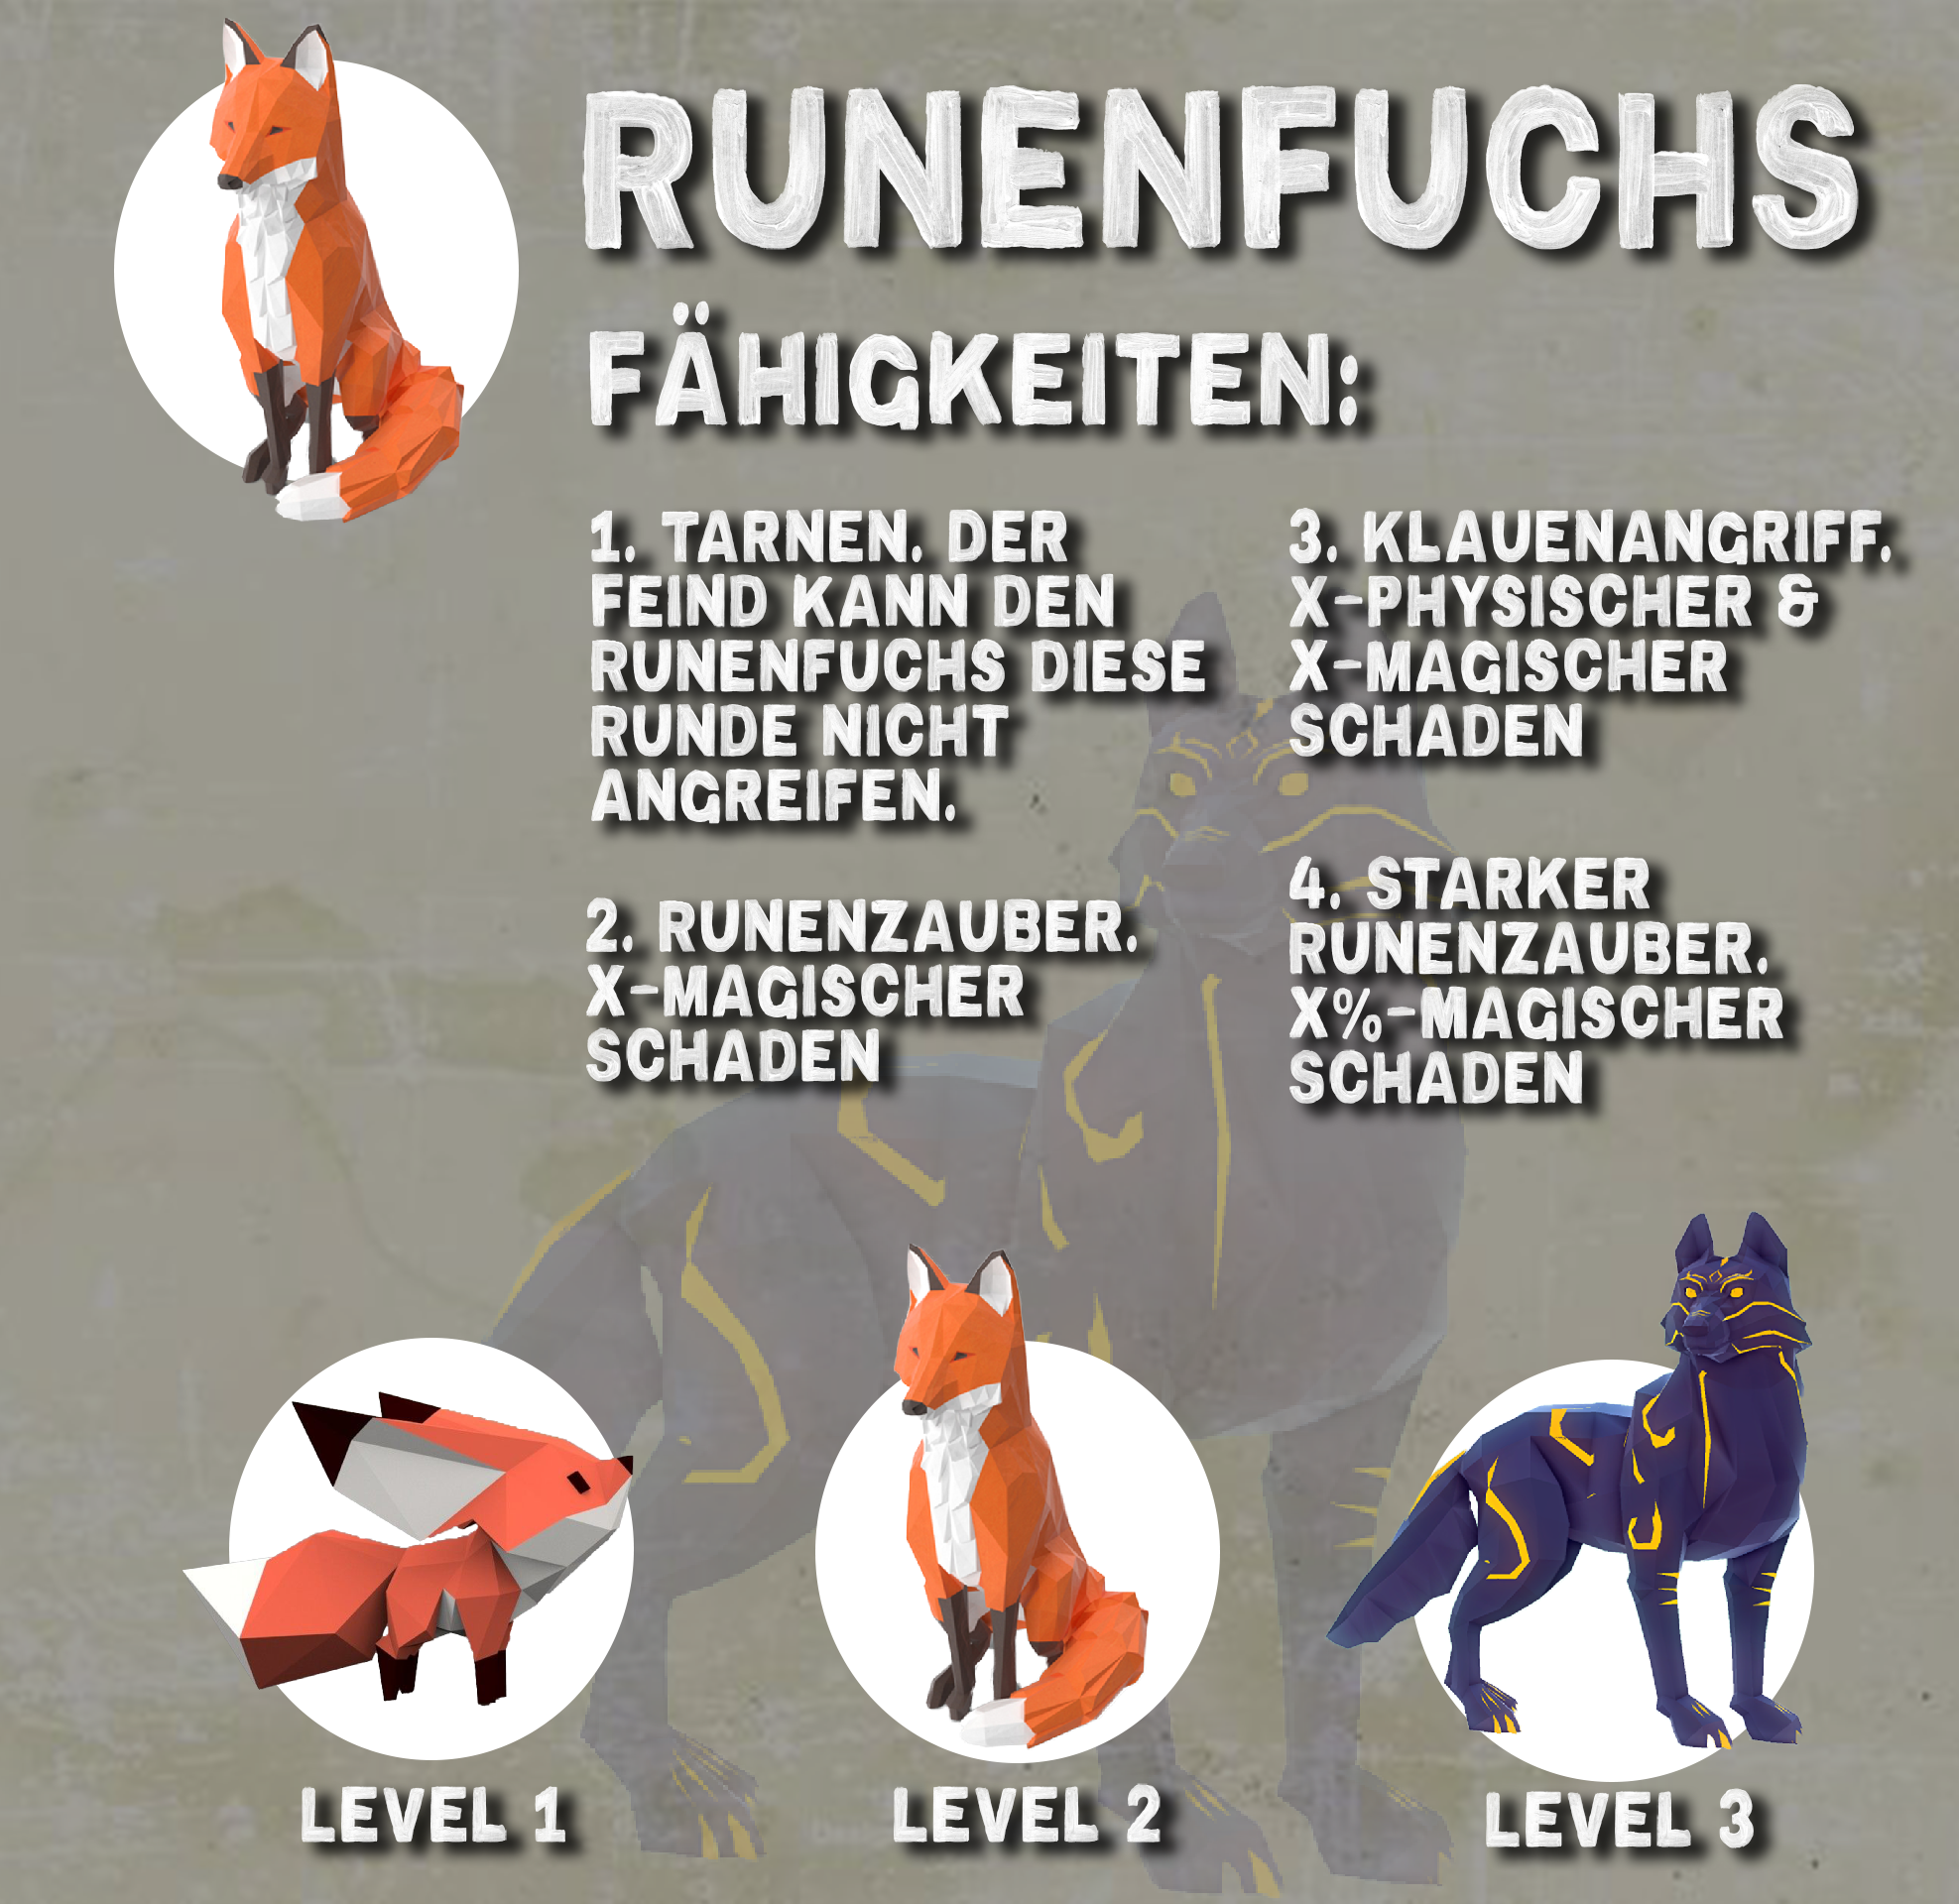 RUNENFUCHS
FÄHIGKEITEN:
1. TARNEN. DER
FEIND KANN DEN
RUNENFUCHS DIESE
RUNDE NICHT
ANGREIFEN.
2. RUNENZAUBER.
X-MAGISCHER
SCHADEN
3. KLAUENANGRIFF.
X-PHYSISCHER &
X-MAGISCHER
SCHADEN
4. STARKER
RUNENZAUBER.
X%-MAGISCHER
SCHADEN
LEVEL 1
LEVEL 2
LEVEL 3